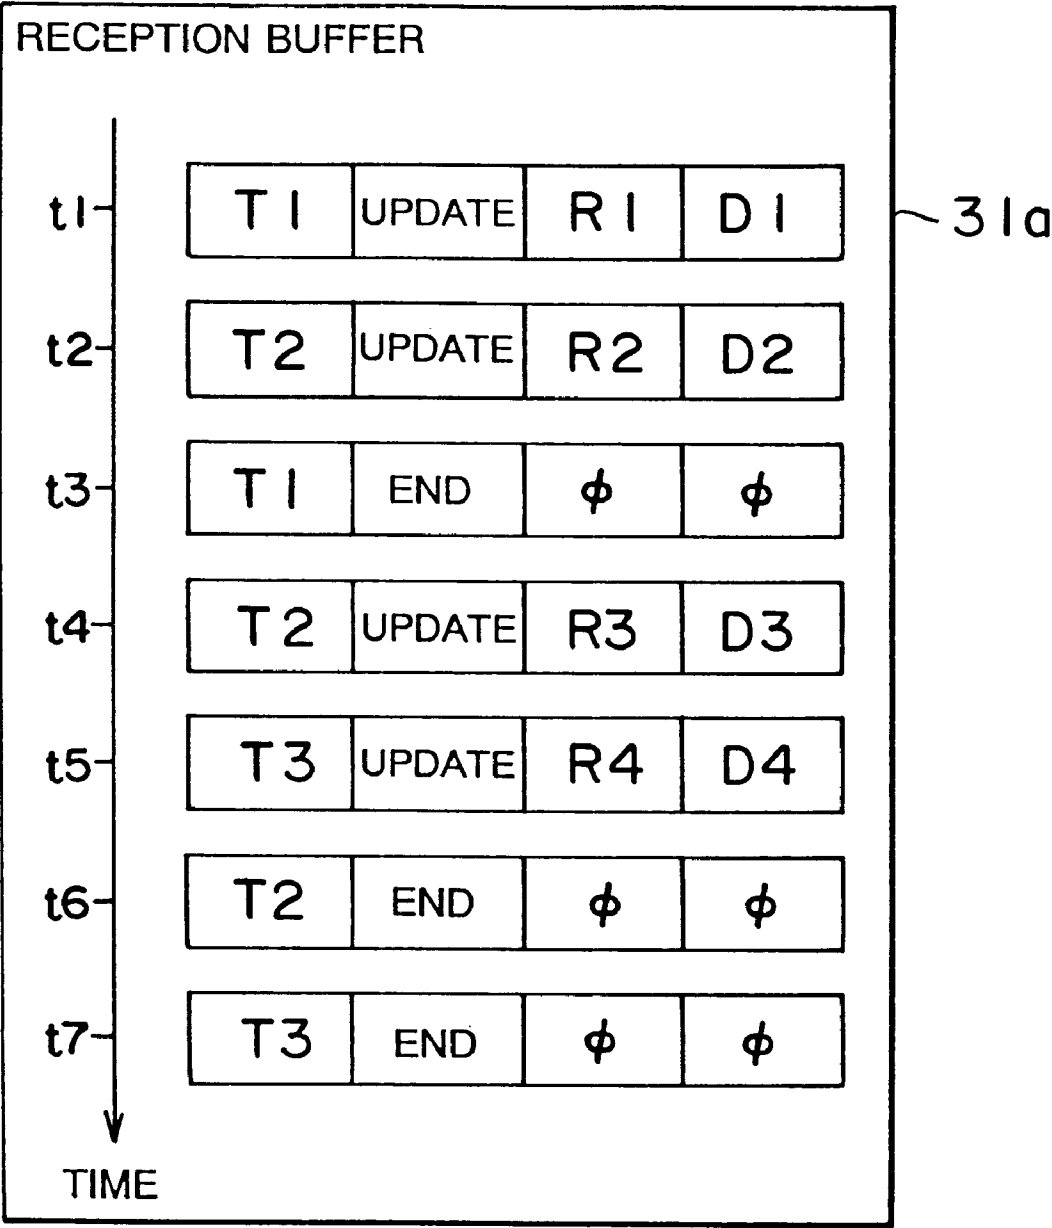 RECEPTION BUFFER
t1 T1 UPDATE R1 D1 31a
t2 T2 UPDATE R2 D2
t3 T1 END ϕ ϕ
t4 T2 UPDATE R3 D3
t5 T3 UPDATE R4 D4
t6 T2 END ϕ ϕ
t7 T3 END ϕ ϕ
TIME